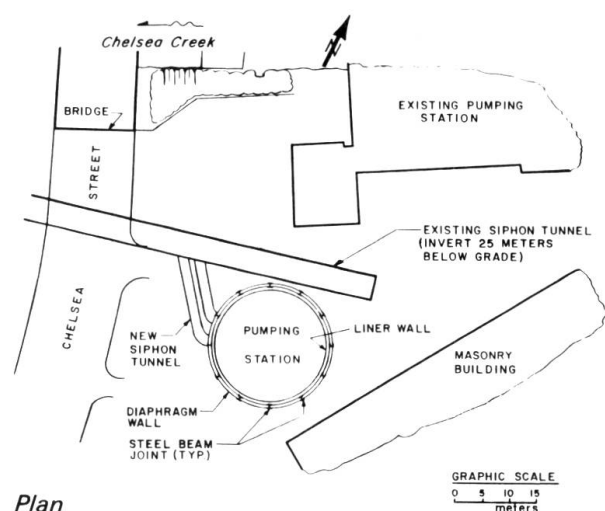 Chelsea Creek
BRIDGE
STREET
EXISTING PUMPING
STATION
EXISTING SIPHON TUNNEL
(INVERT 25 METERS
BELOW GRADE)
CHELSEA
NEW
SIPHON
TUNNEL
PUMPING
STATION
LINER WALL
MASONRY
BUILDING
DIAPHRAGM
WALL
STEEL BEAM
JOINT (TYP)
GRAPHIC SCALE
0 5 10 15
meters
Plan